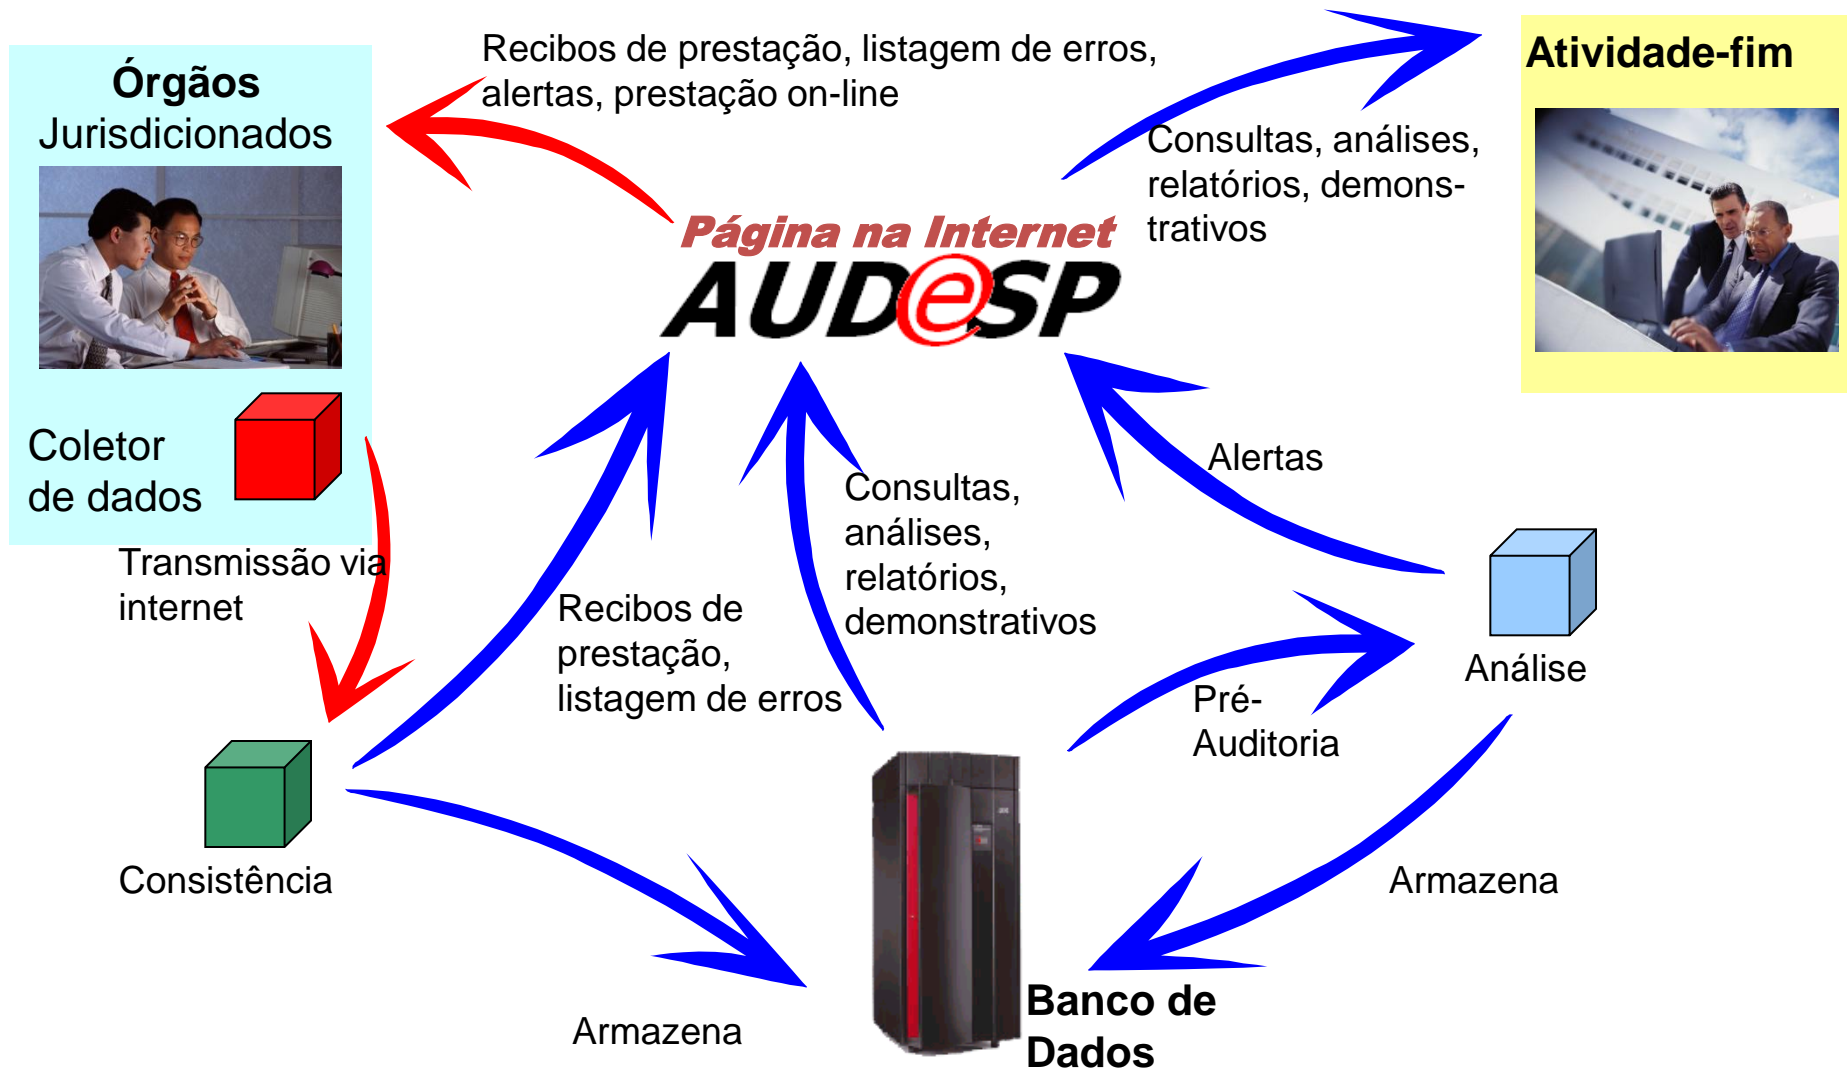 Órgãos
Jurisdicionados
Coletor
de dados
Transmissão via
internet
Consistência
Recibos de prestação, listagem de erros,
alertas, prestação on-line
Página na Internet
AUDeSP
Consultas, análises,
relatórios, demons-
trativos
Atividade-fim
Recibos de
prestação,
listagem de erros
Consultas,
análises,
relatórios,
demonstrativos
Alertas
Análise
Pré-
Auditoria
Armazena
Armazena
Banco de
Dados